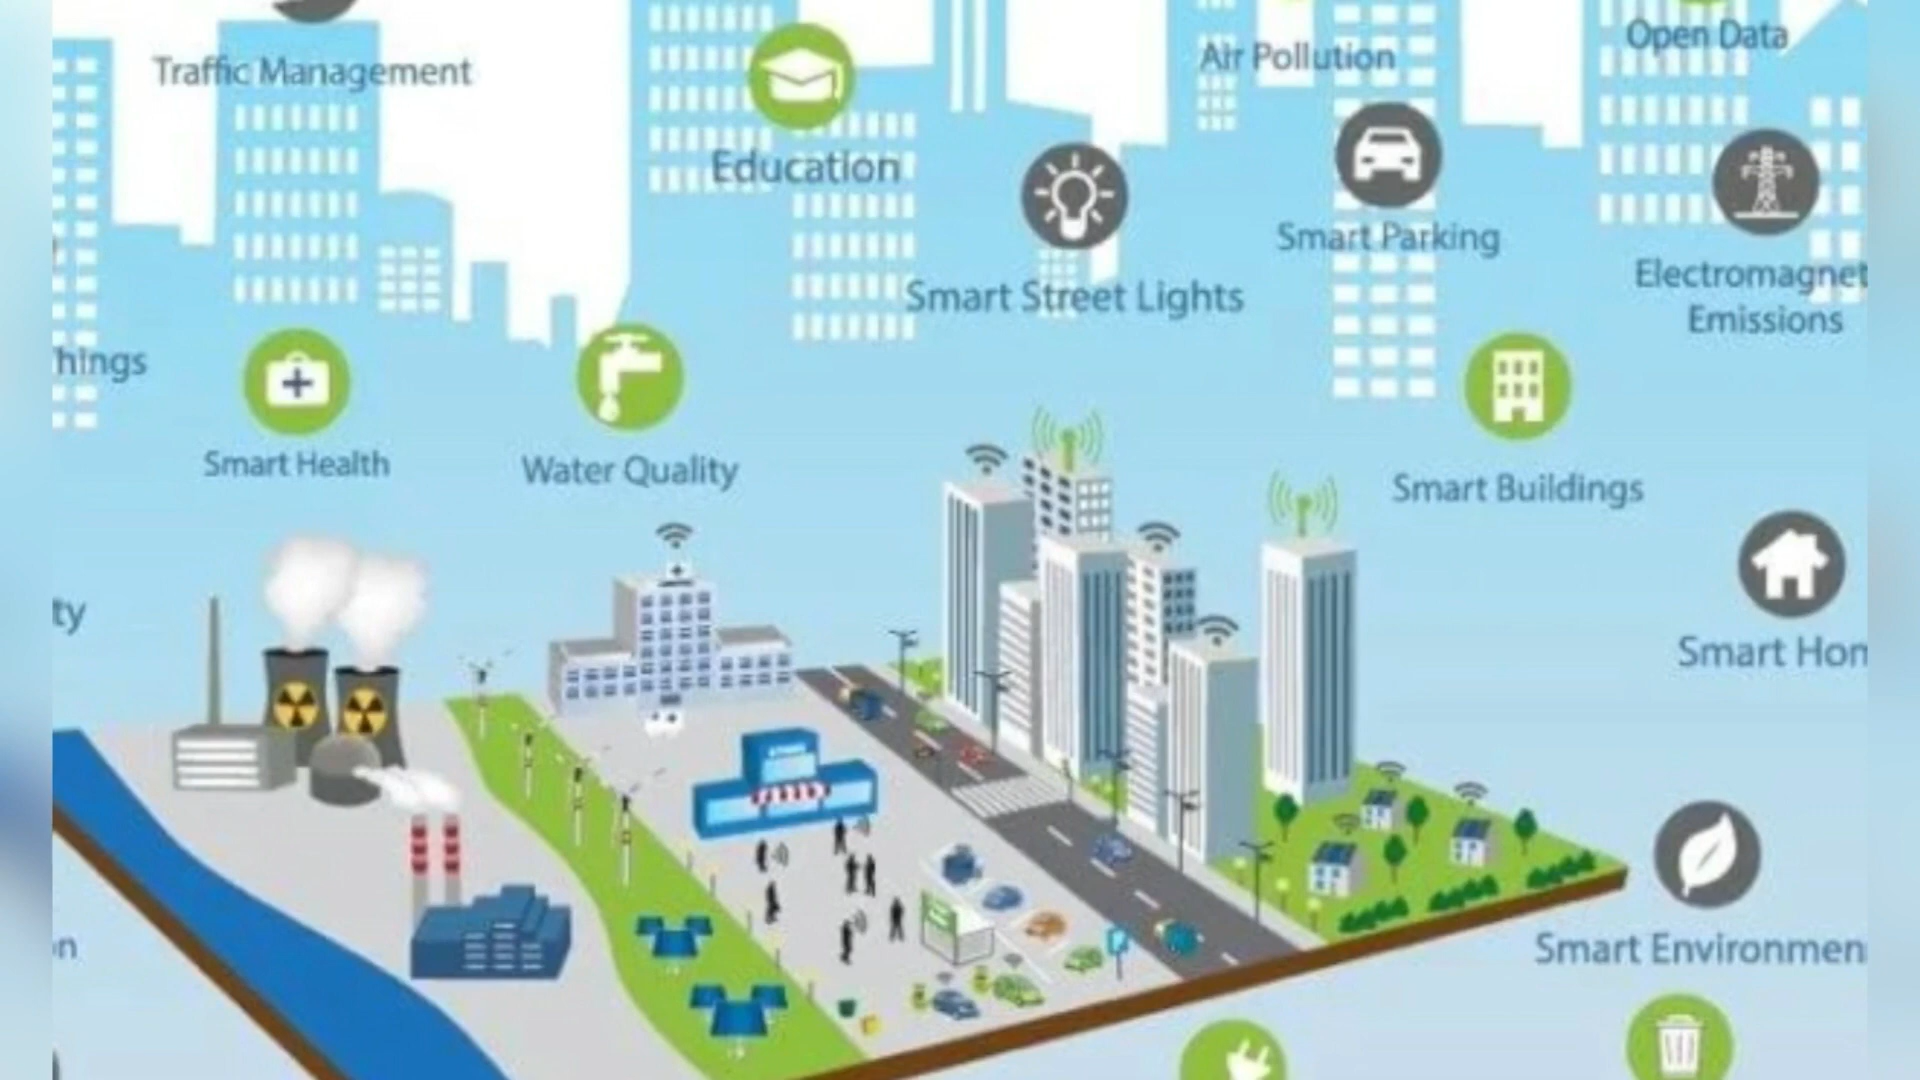 Traffic Management
Education
Air Pollution
Open Data
Smart Street Lights
Smart Parking
Electromagnet
Emissions
hings
Smart Health
Water Quality
Smart Buildings
ty
Smart Hom
Smart Environmen
n